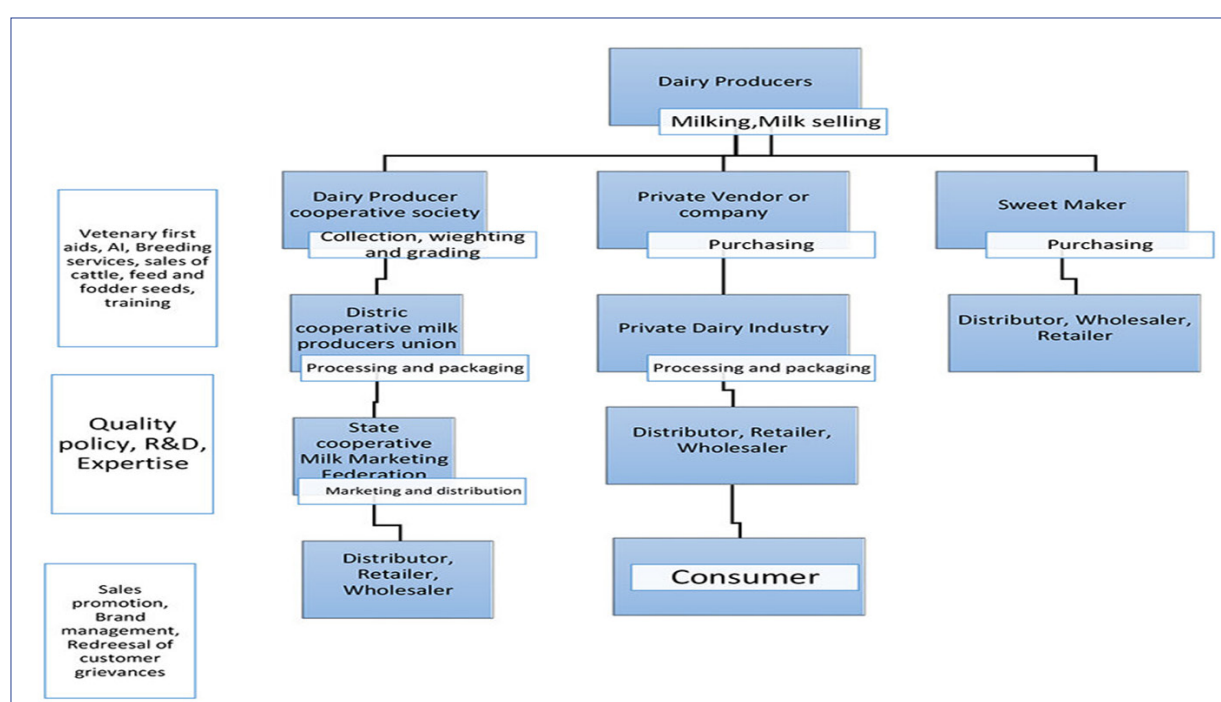 Dairy Producers
Milking,Milk selling
Dairy Producer
cooperative society
Collection, wieghting
and grading
Private Vendor or
company
Purchasing
Sweet Maker
Purchasing
Vetenary first
aids, AI, Breeding
services, sales of
cattle, feed and
fodder seeds,
training
Distric
cooperative milk
producers union
Processing and packaging
Private Dairy Industry
Processing and packaging
Distributor, Wholesaler,
Retailer
Quality
policy, R&D,
Expertise
State
cooperative
Milk Marketing
Federation
Marketing and distribution
Distributor, Retailer,
Wholesaler
Distributor,
Retailer,
Wholesaler
Consumer
Sales
promotion,
Brand
management,
Redreesal of
customer
grievances